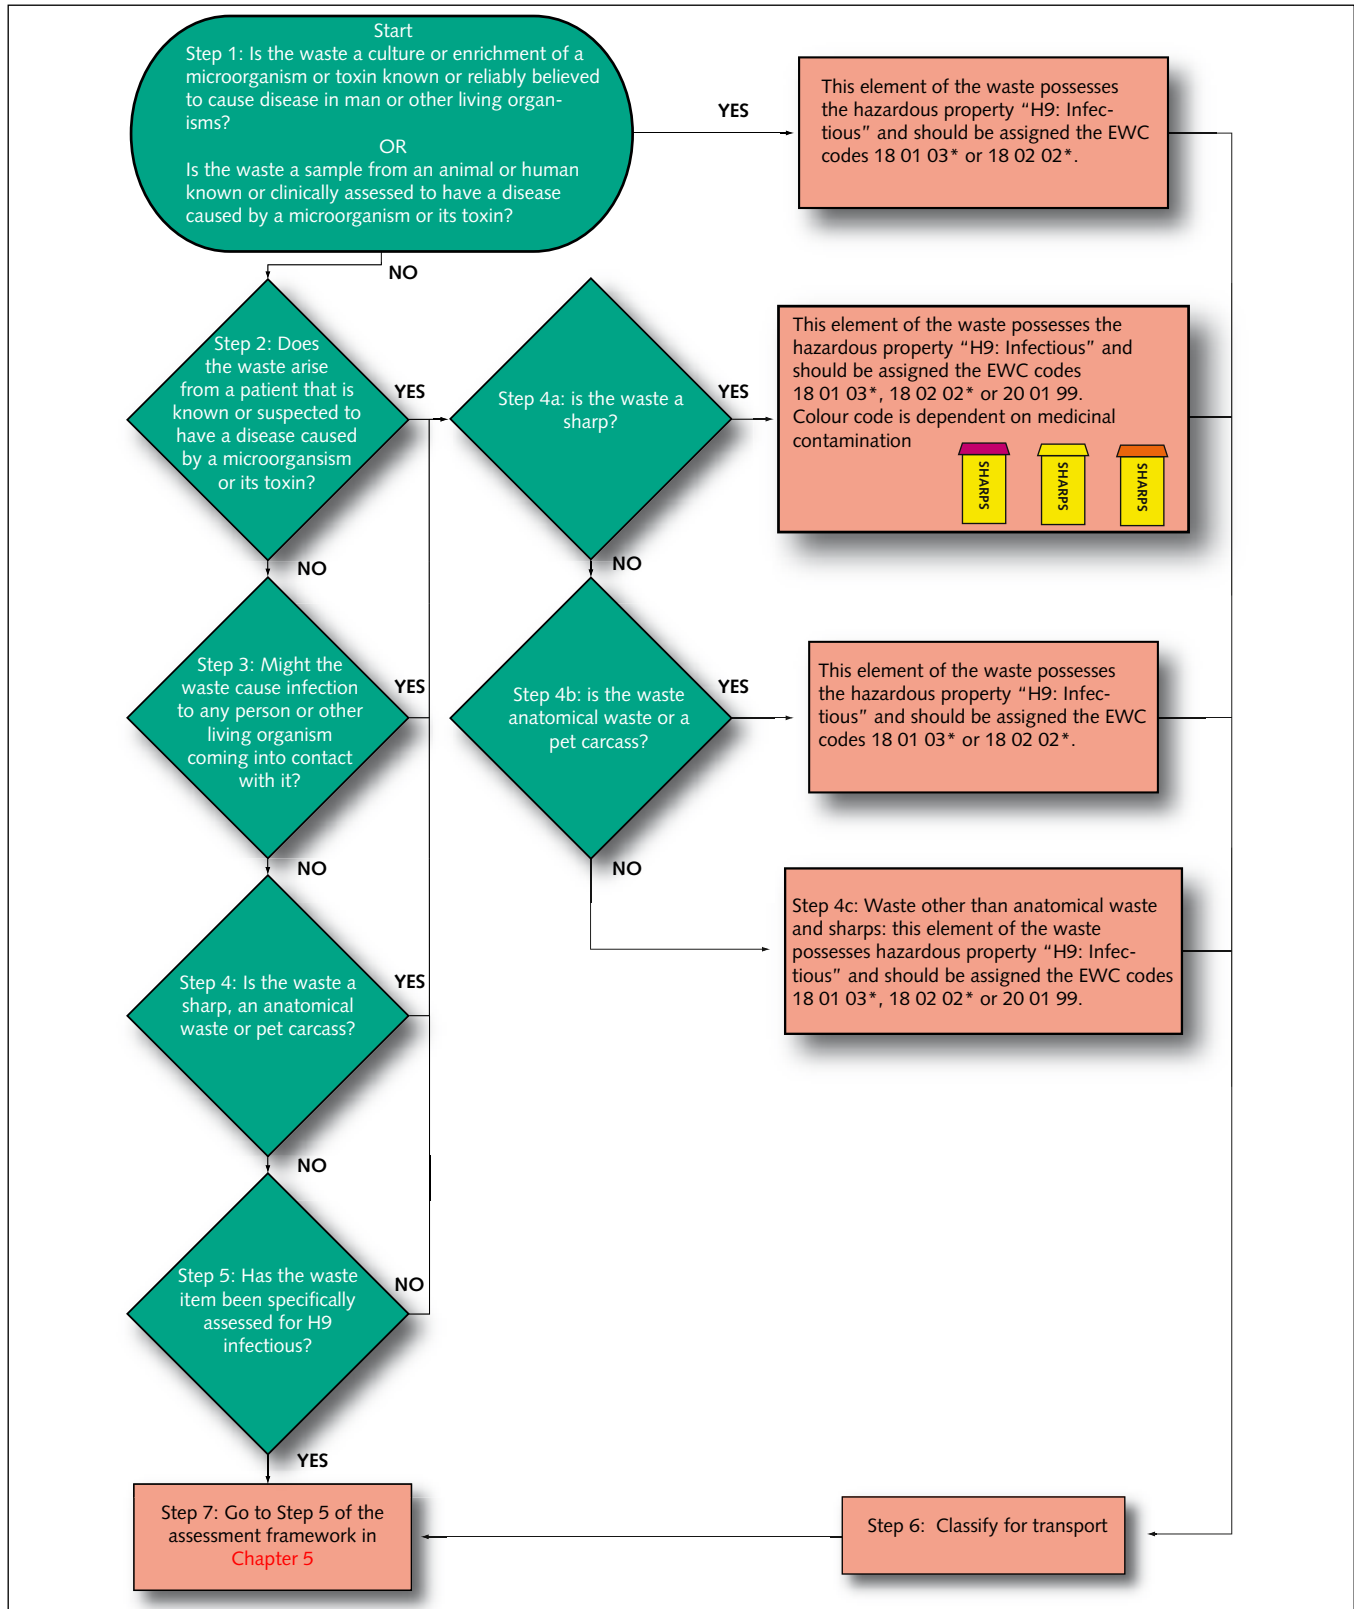 Start
Step 1: Is the waste a culture or enrichment of a
microorganism or toxin known or reliably believed
to cause disease in man or other living organ-
isms?
OR
Is the waste a sample from an animal or human
known or clinically assessed to have a disease
caused by a microorganism or its toxin?
YES
This element of the waste possesses
the hazardous property “H9: Infec-
tious” and should be assigned the EWC
codes 18 01 03* or 18 02 02*.
NO
Step 2: Does
the waste arise
from a patient that is
known or suspected to
have a disease caused
by a microorgansism
or its toxin?
YES
Step 4a: is the waste a
sharp?
YES
This element of the waste possesses the
hazardous property “H9: Infectious” and
should be assigned the EWC codes
18 01 03*, 18 02 02* or 20 01 99.
Colour code is dependent on medicinal
contamination
SHARPS
SHARPS
SHARPS
NO
NO
Step 3: Might the
waste cause infection
to any person or other
living organism
coming into contact
with it?
YES
Step 4b: is the waste
anatomical waste or a
pet carcass?
YES
This element of the waste possesses
the hazardous property “H9: Infec-
tious” and should be assigned the EWC
codes 18 01 03* or 18 02 02*.
NO
NO
Step 4c: Waste other than anatomical waste
and sharps: this element of the waste
possesses hazardous property “H9: Infec-
tious” and should be assigned the EWC codes
18 01 03*, 18 02 02* or 20 01 99.
Step 4: Is the waste a
sharp, an anatomical
waste or pet carcass?
YES
NO
Step 5: Has the waste
item been specifically
assessed for H9
infectious?
NO
YES
Step 7: Go to Step 5 of the
assessment framework in
Chapter 5
Step 6: Classify for transport